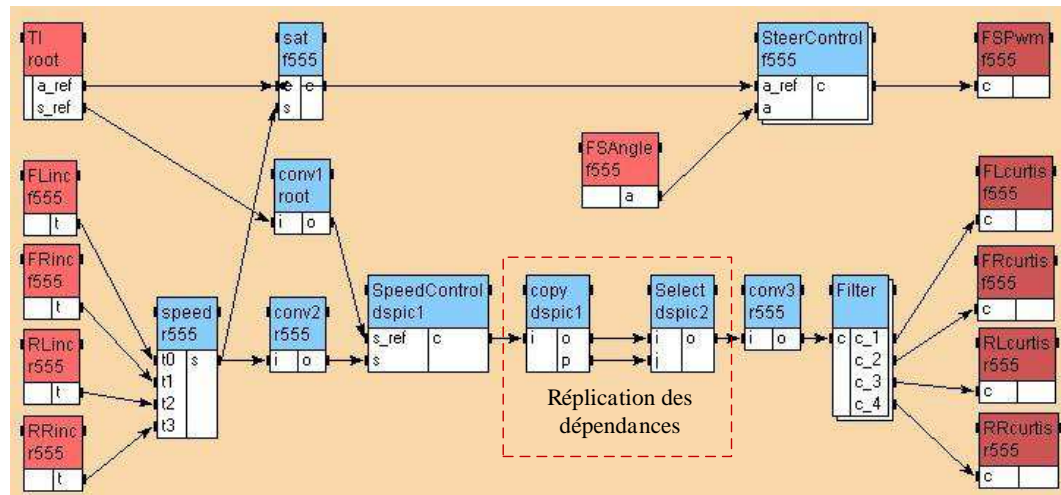 TI
root
a_ref
s_ref
sat
f555
e e
s
SteerControl
f555
a_ref c
a
FSPwm
f555
c
FSAngle
f555
a
FLinc
f555
t
conv1
root
i o
FLcurtis
f555
c
FRinc
f555
t
FRcurtis
f555
c
speed
r555
t0 s
t1
t2
t3
conv2
r555
i o
SpeedControl
dspic1
s_ref c
s
copy
dspic1
i o
p
Select
dspic2
i o
j
conv3
r555
i o
Filter
c c_1
c_2
c_3
c_4
RLinc
r555
t
RLcurtis
r555
c
Réplication des
dépendances
RRinc
r555
t
RRcurtis
r555
c